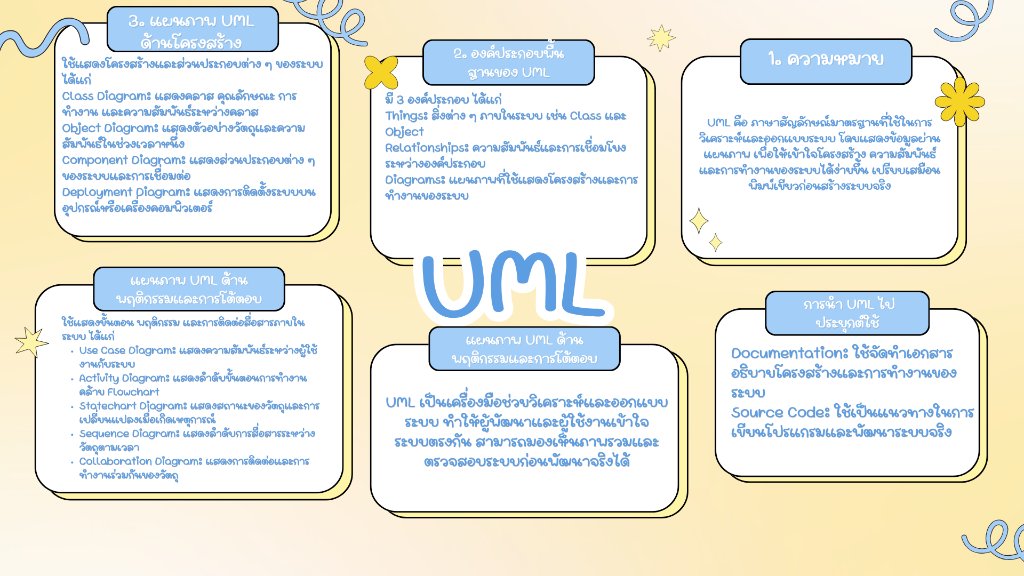 3. แผนภาพ UML
ด้านโครงสร้าง
ใช้แสดงโครงสร้างและส่วนประกอบต่าง ๆ ของระบบ
ได้แก่
Class Diagram: แสดงคลาส คุณลักษณะ การ
ทำงาน และความสัมพันธ์ระหว่างคลาส
Object Diagram: แสดงตัวอย่างวัตถุและความ
สัมพันธ์ในช่วงเวลาหนึ่ง
Component Diagram: แสดงส่วนประกอบต่าง ๆ
ของระบบและการเชื่อมต่อ
Deployment Diagram: แสดงการติดตั้งระบบบน
อุปกรณ์หรือเครื่องคอมพิวเตอร์
2. องค์ประกอบพื้น
ฐานของ UML
มี 3 องค์ประกอบ ได้แก่
Things: สิ่งต่าง ๆ ภายในระบบ เช่น Class และ
Object
Relationships: ความสัมพันธ์และการเชื่อมโยง
ระหว่างองค์ประกอบ
Diagrams: แผนภาพที่ใช้แสดงโครงสร้างและการ
ทำงานของระบบ
1. ความหมาย
UML คือ ภาษาสัญลักษณ์มาตรฐานที่ใช้ในการ
วิเคราะห์และออกแบบระบบ โดยแสดงข้อมูลผ่าน
แผนภาพ เพื่อให้เข้าใจโครงสร้าง ความสัมพันธ์
และการทำงานของระบบได้ง่ายขึ้น เปรียบเสมือน
พิมพ์เขียวก่อนสร้างระบบจริง
UML
แผนภาพ UML ด้าน
พฤติกรรมและการโต้ตอบ
ใช้แสดงขั้นตอน พฤติกรรม และการติดต่อสื่อสารภายใน
ระบบ ได้แก่
• Use Case Diagram: แสดงความสัมพันธ์ระหว่างผู้ใช้
งานกับระบบ
• Activity Diagram: แสดงลำดับขั้นตอนการทำงาน
คล้าย Flowchart
• Statechart Diagram: แสดงสถานะของวัตถุและการ
เปลี่ยนแปลงเมื่อเกิดเหตุการณ์
• Sequence Diagram: แสดงลำดับการสื่อสารระหว่าง
วัตถุตามเวลา
• Collaboration Diagram: แสดงการติดต่อและการ
ทำงานร่วมกันของวัตถุ
แผนภาพ UML ด้าน
พฤติกรรมและการโต้ตอบ
UML เป็นเครื่องมือช่วยวิเคราะห์และออกแบบ
ระบบ ทำให้ผู้พัฒนาและผู้ใช้งานเข้าใจ
ระบบตรงกัน สามารถมองเห็นภาพรวมและ
ตรวจสอบระบบก่อนพัฒนาจริงได้
การนำ UML ไป
ประยุกต์ใช้
Documentation: ใช้จัดทำเอกสาร
อธิบายโครงสร้างและการทำงานของ
ระบบ
Source Code: ใช้เป็นแนวทางในการ
เขียนโปรแกรมและพัฒนาระบบจริง